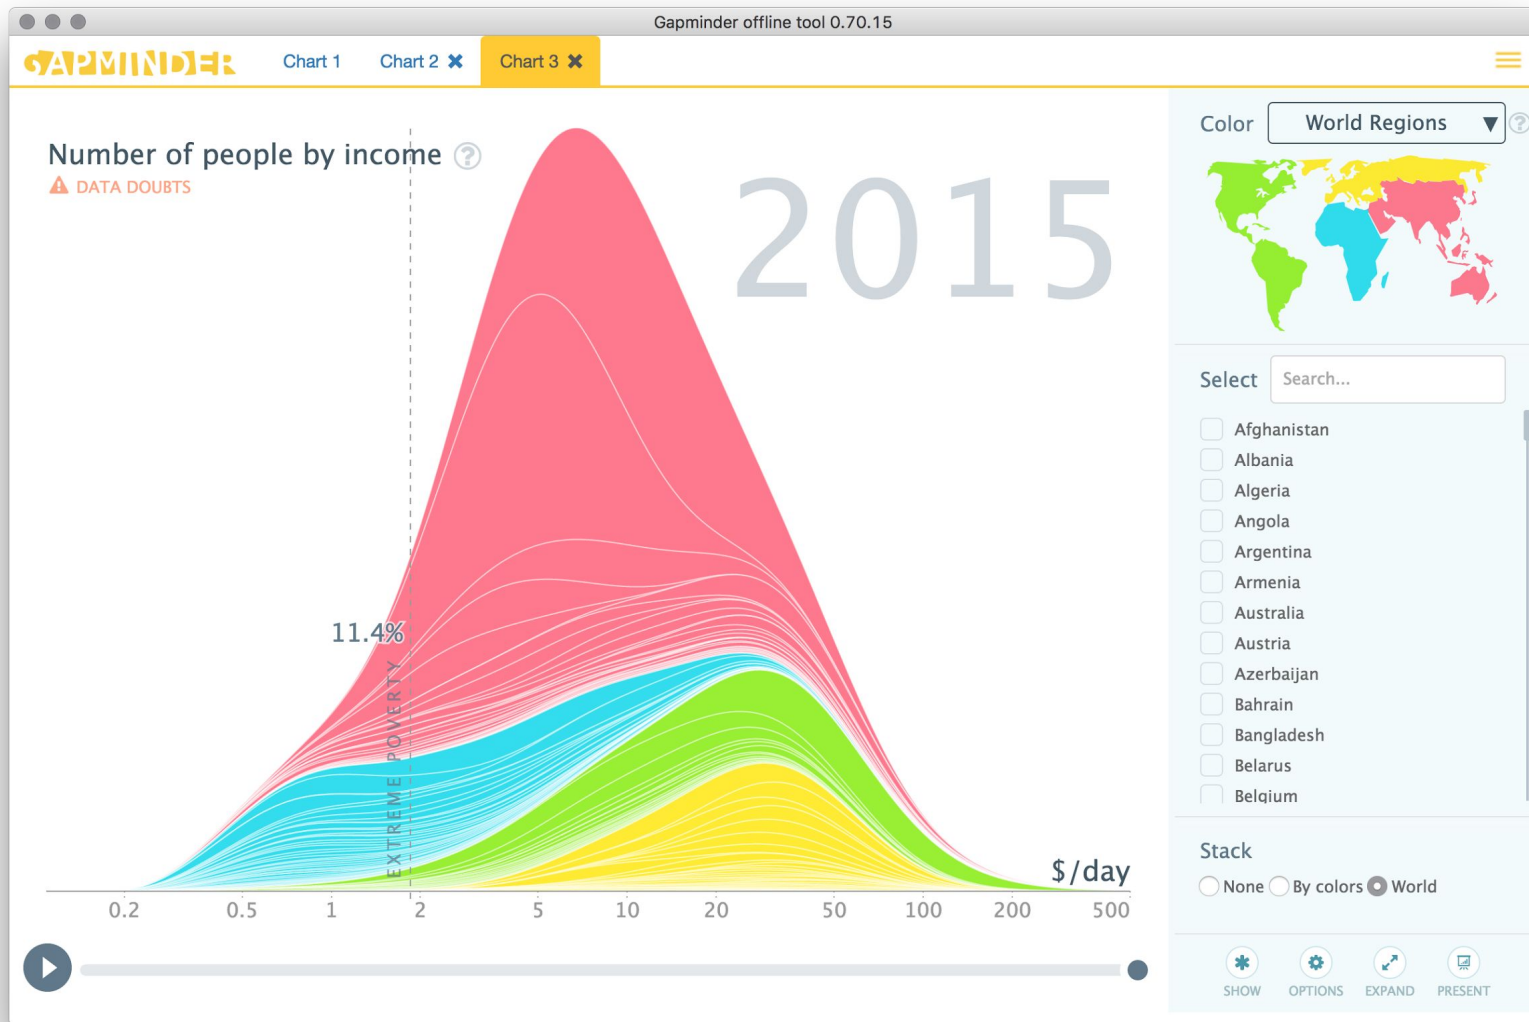 Gapminder offline tool 0.70.15
GAPMINDER
Chart 1
Chart 2
Chart 3
Number of people by income ?
DATA DOUBTS
2015
11.4%
EXTREME POVERTY
$/day
0.2 0.5 1 2 5 10 20 50 100 200 500
Color World Regions ?
Select Search...
Afghanistan
Albania
Algeria
Angola
Argentina
Armenia
Australia
Austria
Azerbaijan
Bahrain
Bangladesh
Belarus
Belgium
Stack
None By colors World
SHOW OPTIONS EXPAND PRESENT